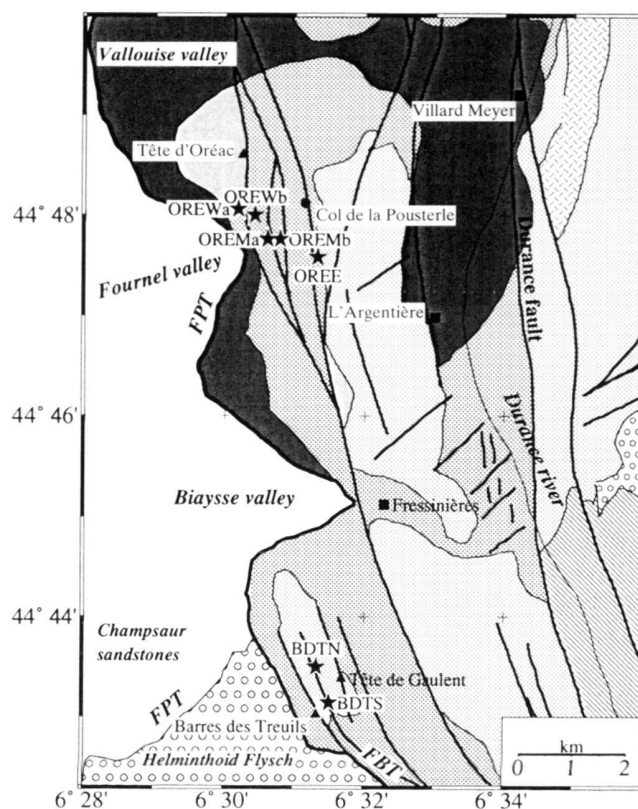 Vallouise valley
Villard Meyer
Tête d'Oréac
OREWb
OREWa
Col de la Pousterle
44° 48'
OREMa
OREMb
OREE
Fournel valley
FPT
L'Argentière
Durance fault
44° 46'
Durance river
Biaysse valley
Fressinières
44° 44'
Champsaur
sandstones
BDTN
Tête de Gaulent
BDTS
FPT
Barres des Treuils
FBT
Helminthoid Flysch
km
0 1 2
6° 28'
6° 30'
6° 32'
6° 34'